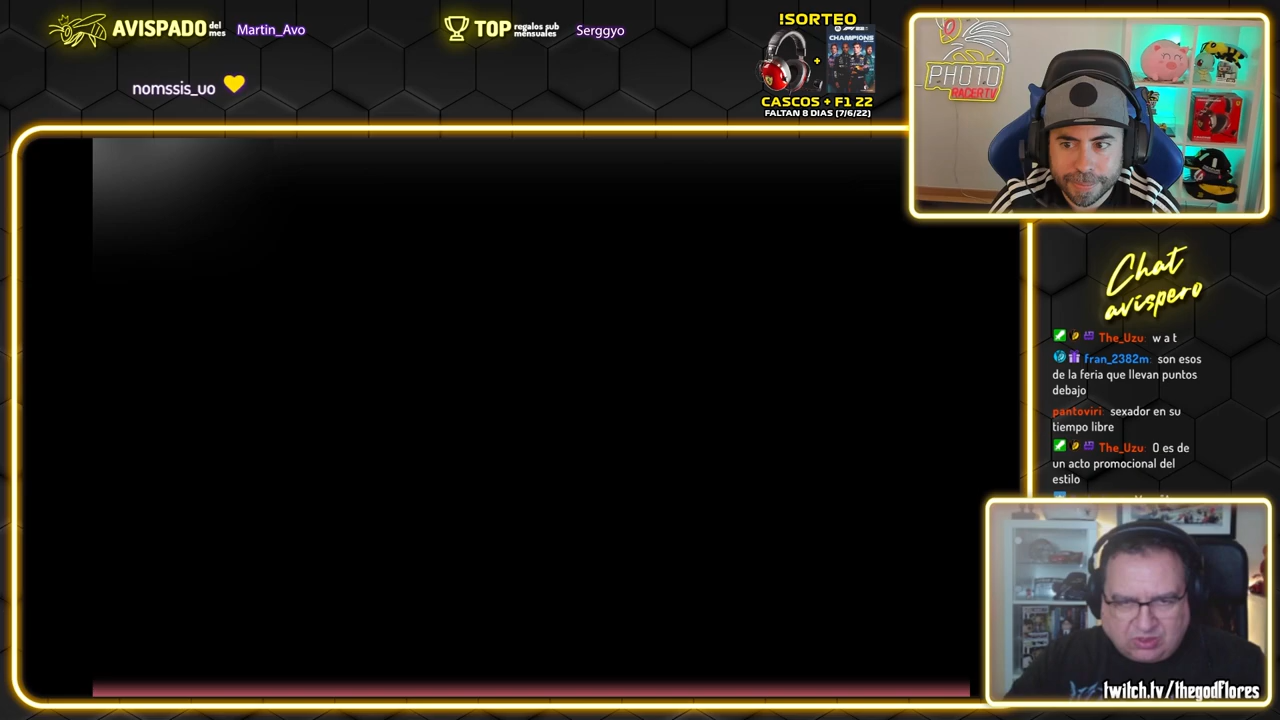 AVISPADO del mes Martin_Avo
TOP regalos sub mensuales Serggyo
nomssis_uo
!SORTEO
CHAMPIONS
CASCOS + F1 22
FALTAN 8 DIAS (7/6/22)
PHOTO
RACERTV
Chat
avispero
The_Uzu: w a t
fran_2382m: son esos
de la feria que llevan puntos
debajo
pantoviri: sexador en su
tiempo libre
The_Uzu: O es de
un acto promocional del
estilo
twitch.tv/thegodflores